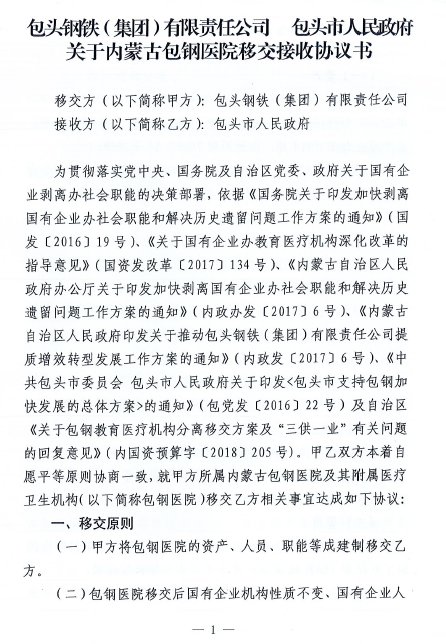 包头钢铁（集团）有限责任公司　包头市人民政府
关于内蒙古包钢医院移交接收协议书
移交方（以下简称甲方）：包头钢铁（集团）有限责任公司
接收方（以下简称乙方）：包头市人民政府
为贯彻落实党中央、国务院及自治区党委、政府关于国有企
业剥离办社会职能的决策部署，依据《国务院关于印发加快剥离
国有企业办社会职能和解决历史遗留问题工作方案的通知》（国
发〔2016〕19号）、《关于国有企业办教育医疗机构深化改革的
指导意见》（国资发改革〔2017〕134号）、《内蒙古自治区人民
政府办公厅关于印发加快剥离国有企业办社会职能和解决历史
遗留问题工作方案的通知》（内政办发〔2017〕6号）、《内蒙古
自治区人民政府印发关于推动包头钢铁（集团）有限责任公司提
质增效转型发展工作方案的通知》（内政发〔2017〕6号）、《中
共包头市委员会 包头市人民政府关于印发<包头市支持包钢加
快发展的总体方案>的通知》（包党发〔2016〕22号）及自治区
《关于包钢教育医疗机构分离移交方案及“三供一业”有关问题
的回复意见》（内国资预算字〔2018〕205号）。甲乙双方本着自
愿平等原则协商一致，就甲方所属内蒙古包钢医院及其附属医疗
卫生机构（以下简称包钢医院）移交乙方相关事宜达成如下协议：
一、移交原则
（一）甲方将包钢医院的资产、人员、职能等成建制移交乙
方。
（二）包钢医院移交后国有企业机构性质不变、国有企业人
— 1 —